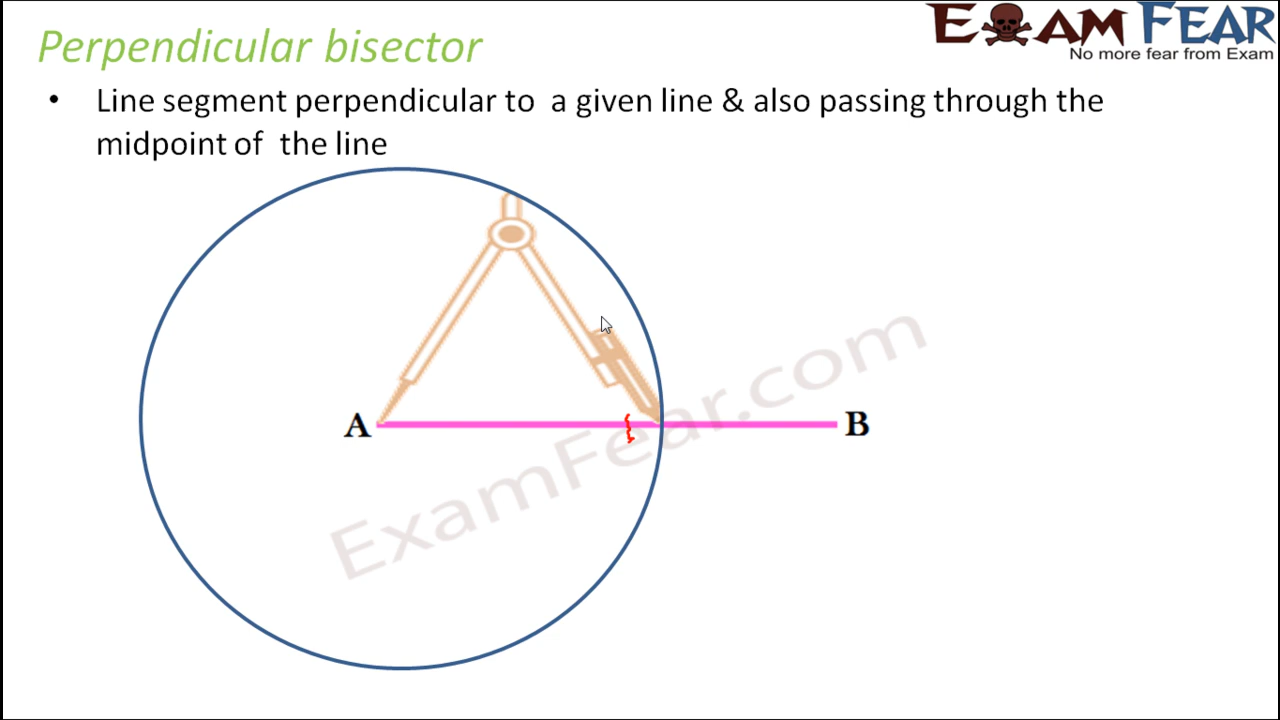 Perpendicular bisector
EXAM FEAR
No more fear from Exam
• Line segment perpendicular to a given line & also passing through the
midpoint of the line
A
B
ExamFear.com